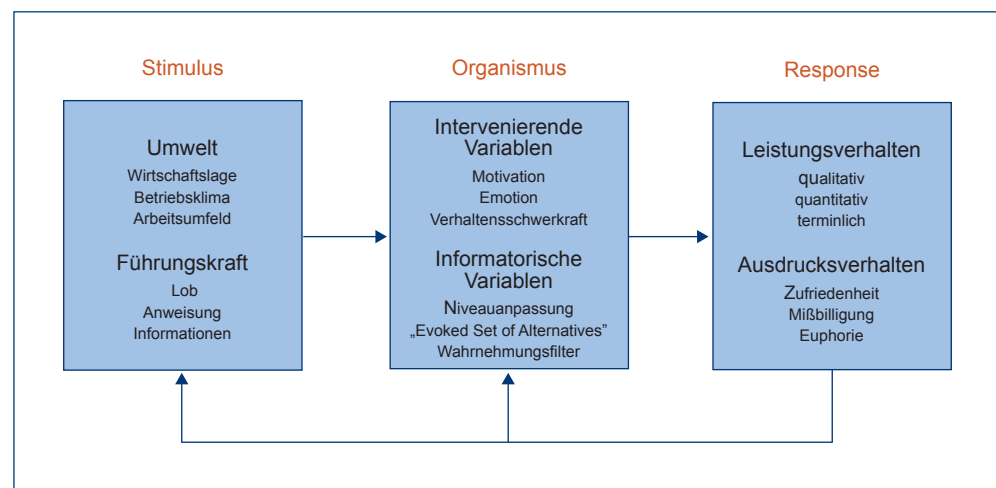 Stimulus
Umwelt
Wirtschaftslage
Betriebsklima
Arbeitsumfeld
Führungskraft
Lob
Anweisung
Informationen
Organismus
Intervenierende
Variablen
Motivation
Emotion
Verhaltensschwerkraft
Informatorische
Variablen
Niveauanpassung
„Evoked Set of Alternatives”
Wahrnehmungsfilter
Response
Leistungsverhalten
qualitativ
quantitativ
terminlich
Ausdrucksverhalten
Zufriedenheit
Mißbilligung
Euphorie